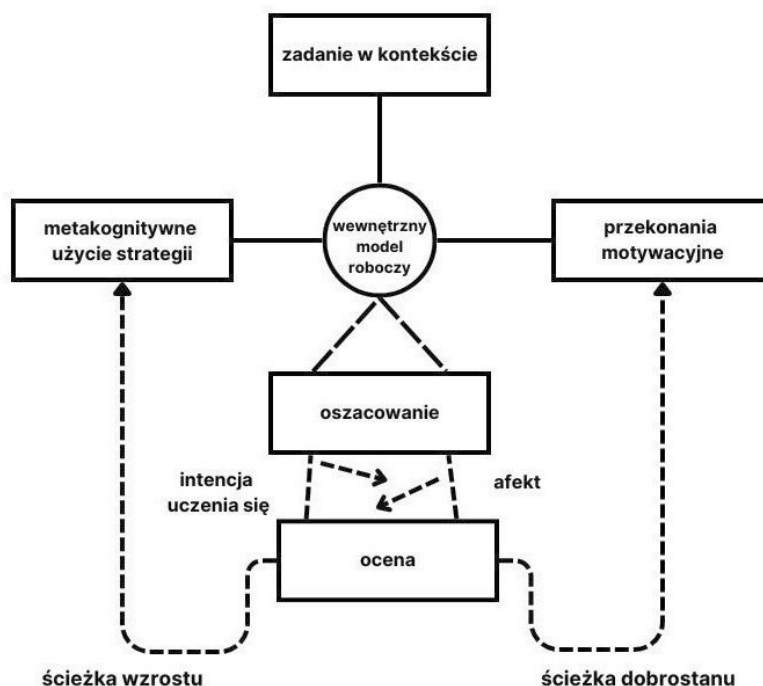 zadanie w kontekście
metakognitywne
użycie strategii
wewnętrzny
model
roboczy
przekonania
motywacyjne
oszacowanie
intencja
uczenia się
afekt
ocena
ścieżka wzrostu
ścieżka dobrostanu